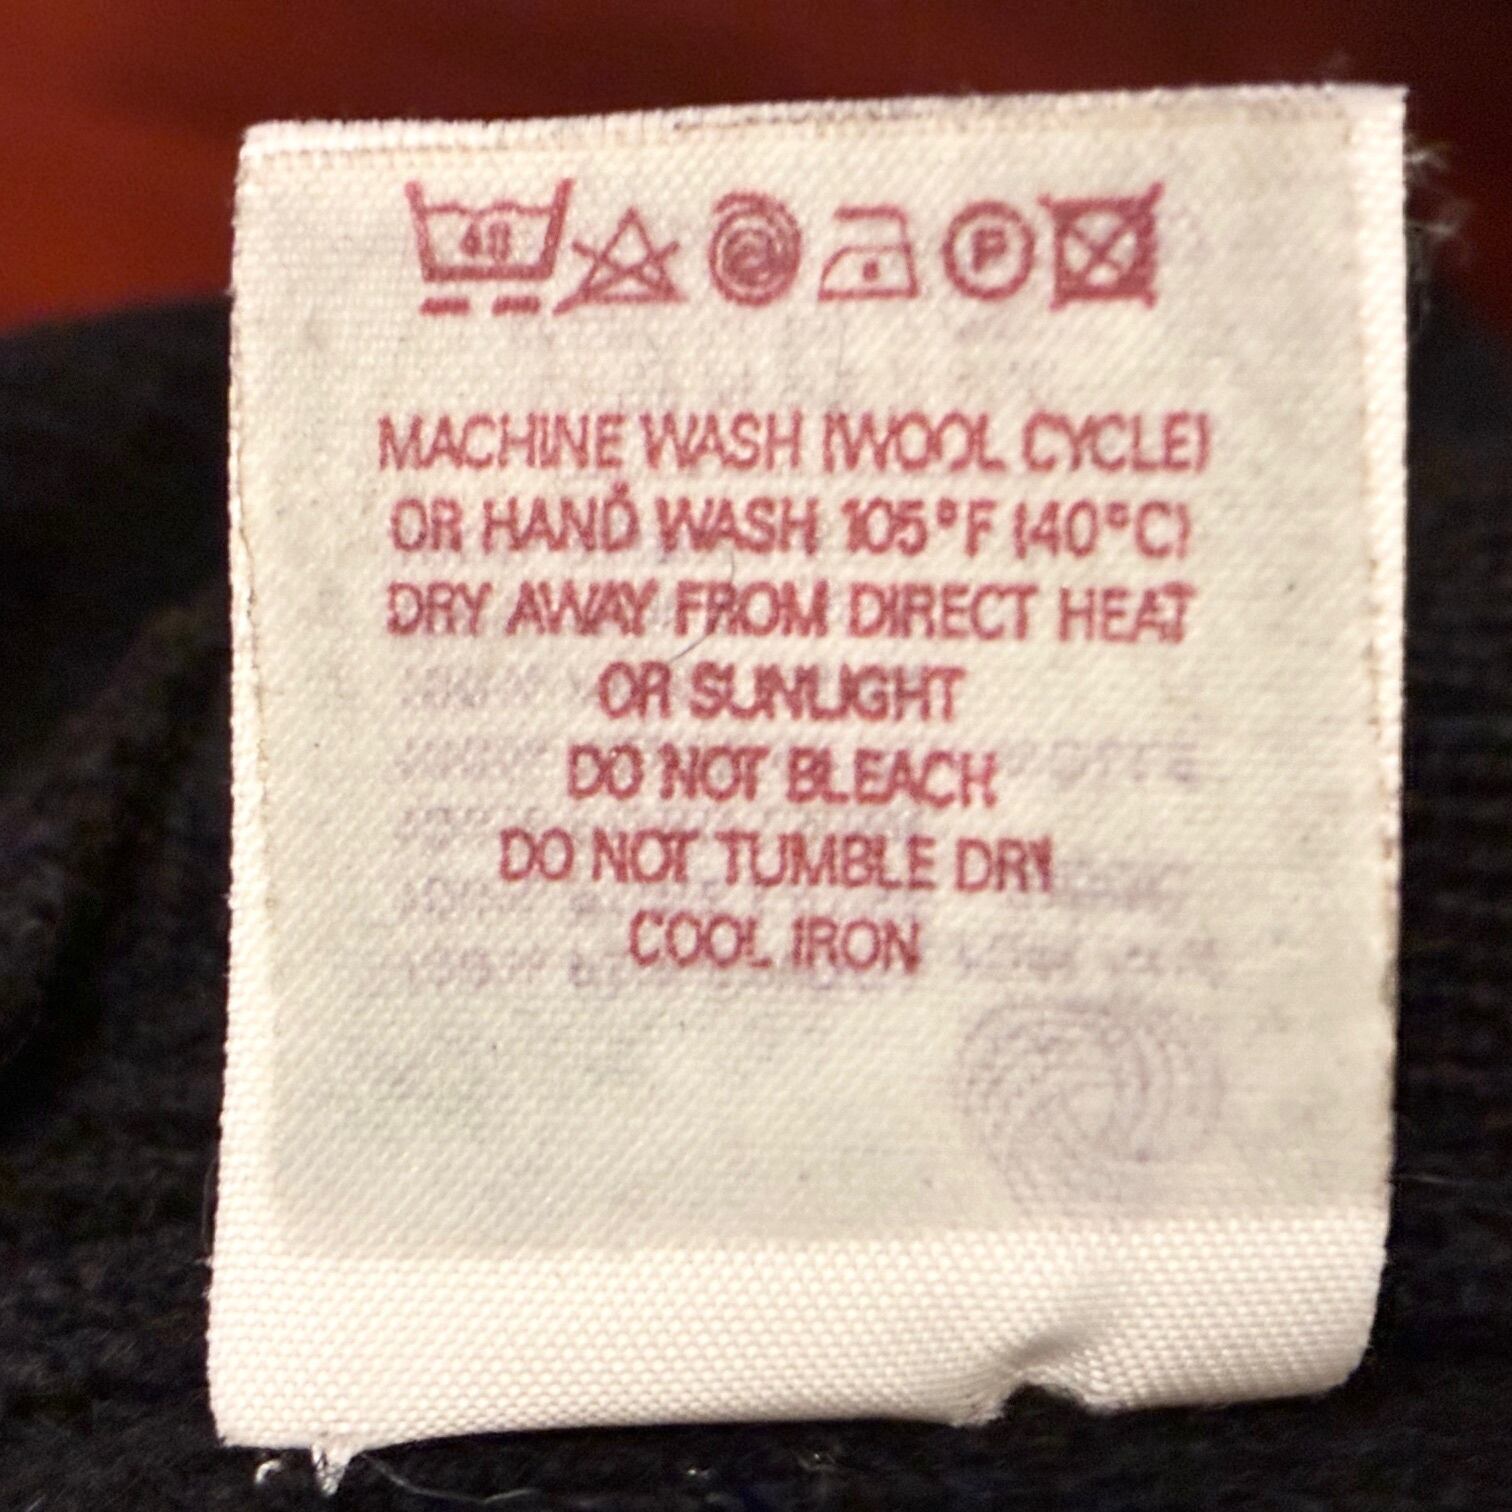 40
P
MACHINE WASH (WOOL CYCLE)
OR HAND WASH 105°F (40°C)
DRY AWAY FROM DIRECT HEAT
OR SUNLIGHT
DO NOT BLEACH
DO NOT TUMBLE DRY
COOL IRON